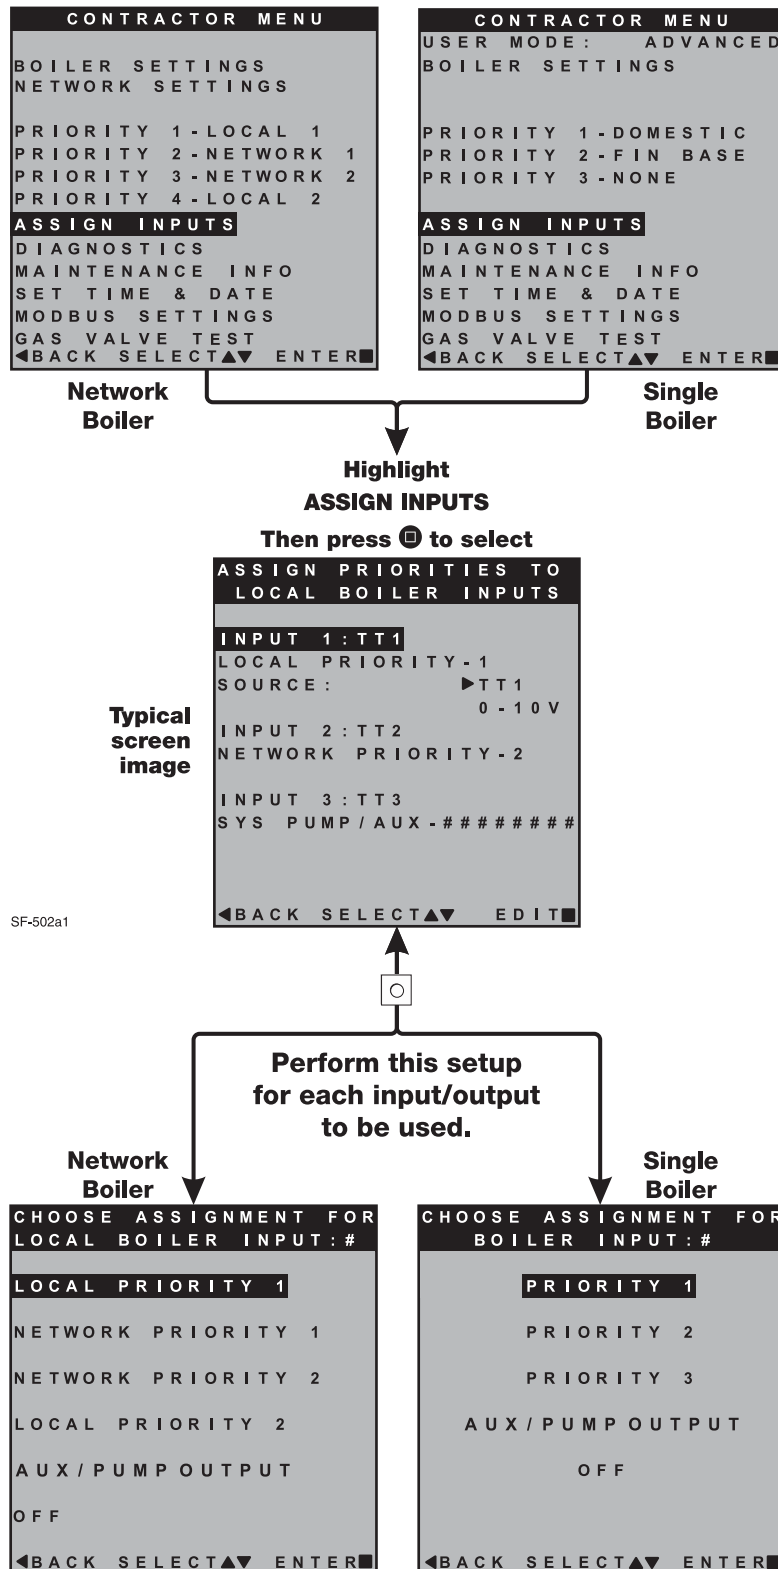 CONTRACTOR MENU
BOILER SETTINGS
NETWORK SETTINGS
PRIORITY 1-LOCAL 1
PRIORITY 2-NETWORK 1
PRIORITY 3-NETWORK 2
PRIORITY 4-LOCAL 2
ASSIGN INPUTS
DIAGNOSTICS
MAINTENANCE INFO
SET TIME & DATE
MODBUS SETTINGS
GAS VALVE TEST
◀BACK SELECT▲▼ ENTER■
Network
Boiler
CONTRACTOR MENU
USER MODE: ADVANCED
BOILER SETTINGS
PRIORITY 1-DOMESTIC
PRIORITY 2-FIN BASE
PRIORITY 3-NONE
ASSIGN INPUTS
DIAGNOSTICS
MAINTENANCE INFO
SET TIME & DATE
MODBUS SETTINGS
GAS VALVE TEST
◀BACK SELECT▲▼ ENTER■
Single
Boiler
Highlight
ASSIGN INPUTS
Then press to select
Typical
screen
image
ASSIGN PRIORITIES TO
LOCAL BOILER INPUTS
INPUT 1:TT1
LOCAL PRIORITY-1
SOURCE: ▶TT1
0-10V
INPUT 2:TT2
NETWORK PRIORITY-2
INPUT 3:TT3
SYS PUMP/AUX-########
◀BACK SELECT▲▼ EDIT■
SF-502a1
Perform this setup
for each input/output
to be used.
Network
Boiler
CHOOSE ASSIGNMENT FOR
LOCAL BOILER INPUT:#
LOCAL PRIORITY 1
NETWORK PRIORITY 1
NETWORK PRIORITY 2
LOCAL PRIORITY 2
AUX/PUMP OUTPUT
OFF
◀BACK SELECT▲▼ ENTER■
Single
Boiler
CHOOSE ASSIGNMENT FOR
BOILER INPUT:#
PRIORITY 1
PRIORITY 2
PRIORITY 3
AUX/PUMP OUTPUT
OFF
◀BACK SELECT▲▼ ENTER■